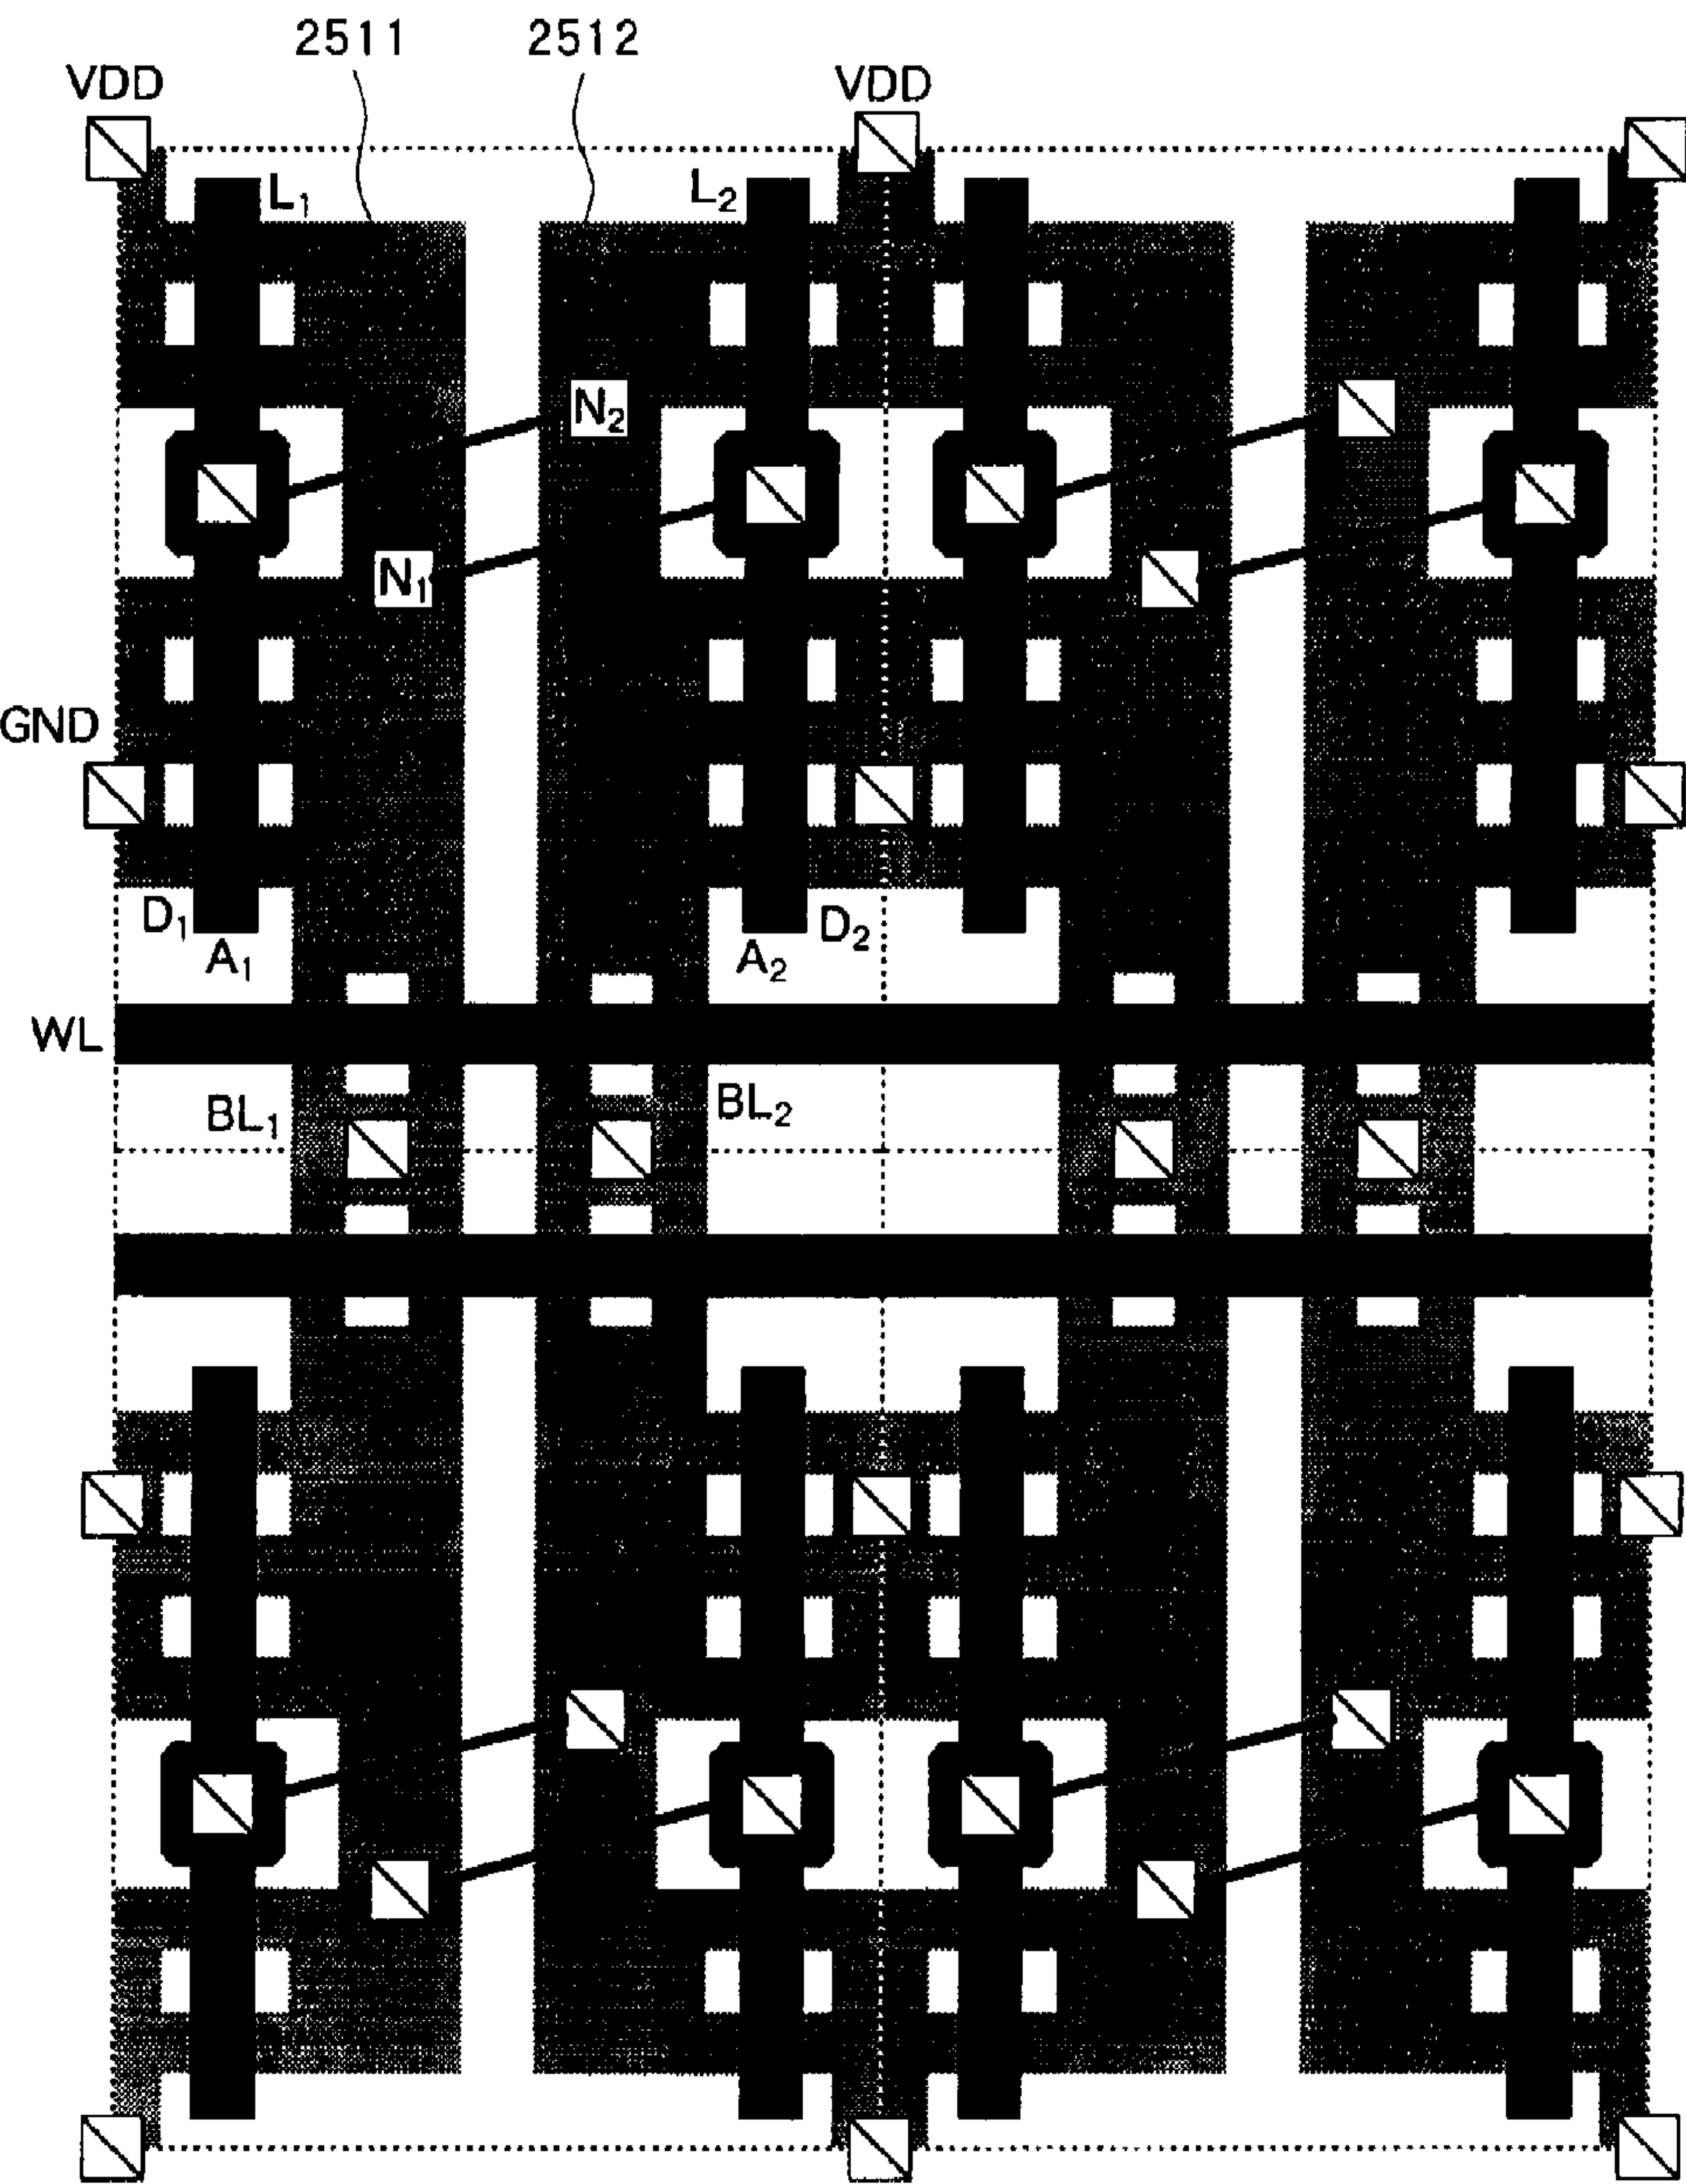 2511 2512
VDD VDD
L₁ L₂
N₂
N₁
GND
D₁ D₂
A₁ A₂
WL
BL₁ BL₂